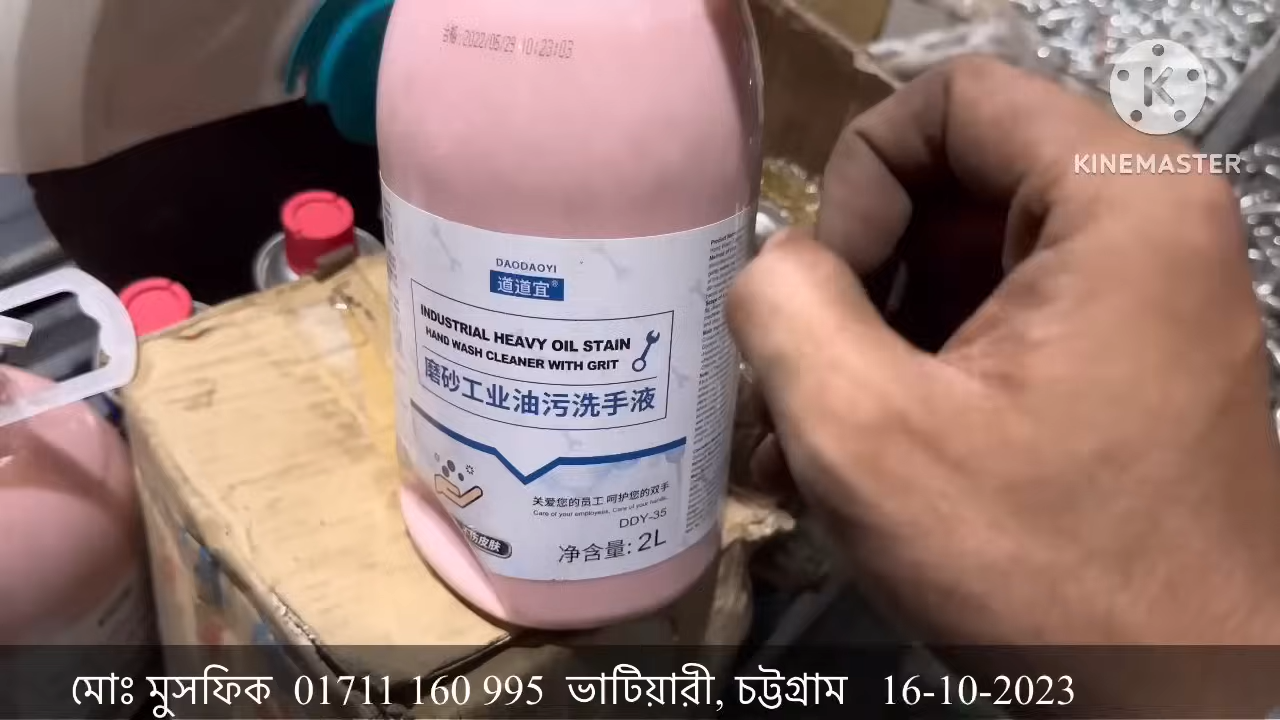 2022/05/29 10:23:03
KINEMASTER
DAODAOYI
道道宜®
INDUSTRIAL HEAVY OIL STAIN
HAND WASH CLEANER WITH GRIT
磨砂工业油污洗手液
关爱您的员工 呵护您的双手
Care of your employees, Care of your hands.
DDY-35
净含量: 2L
伤皮肤
মোঃ মুসফিক 01711 160 995 ভাটিয়ারী, চট্টগ্রাম 16-10-2023